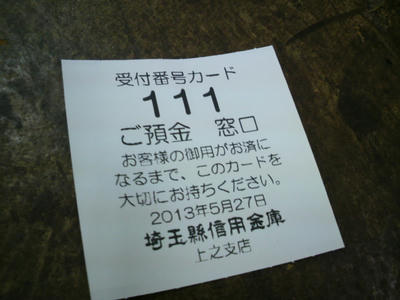 受付番号カード
111
ご預金 窓口
お客様の御用がお済に
なるまで、このカードを
大切にお持ちください。
2013年5月27日
埼玉縣信用金庫
上之支店